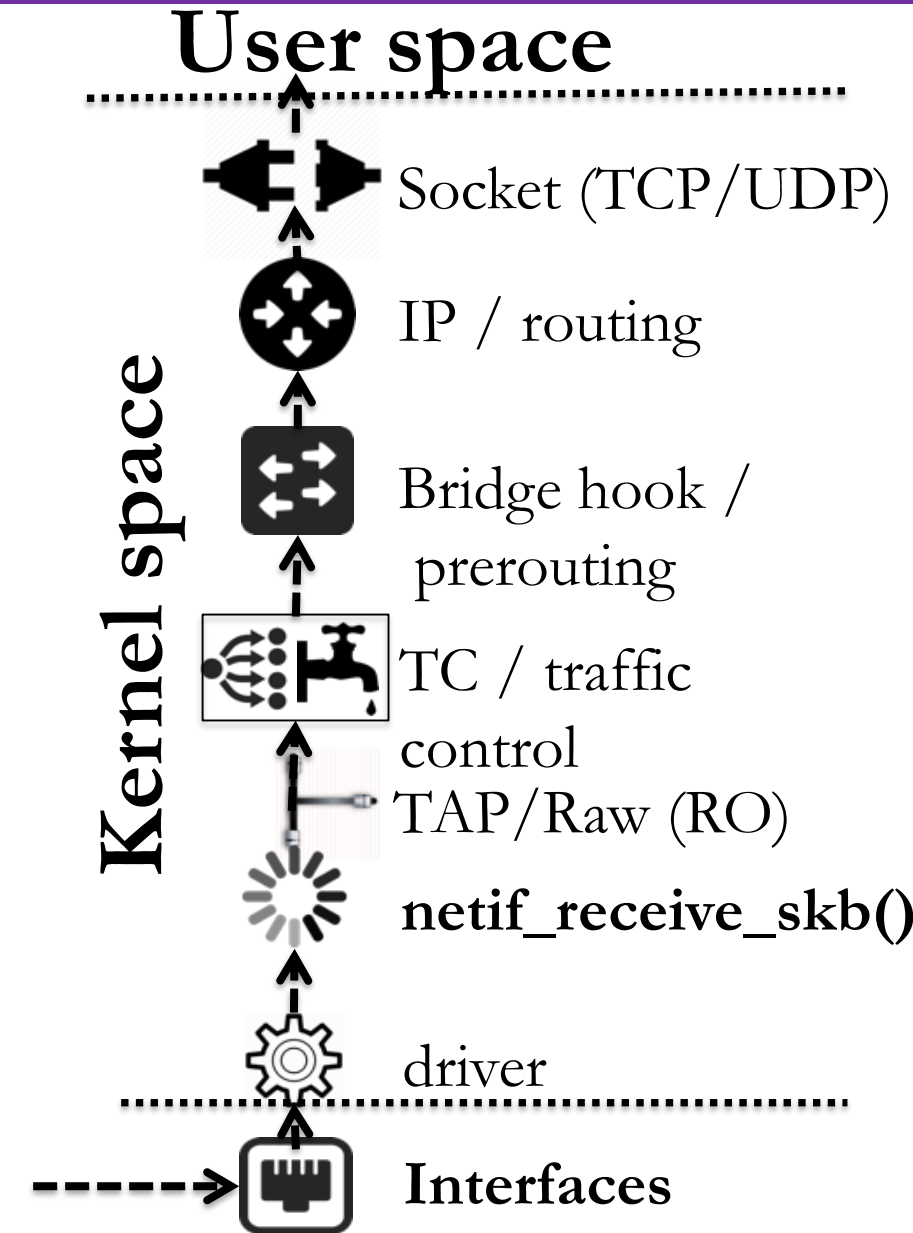 User space
Socket (TCP/UDP)
IP / routing
Kernel space
Bridge hook /
prerouting
TC / traffic
control
TAP/Raw (RO)
netif_receive_skb()
driver
Interfaces